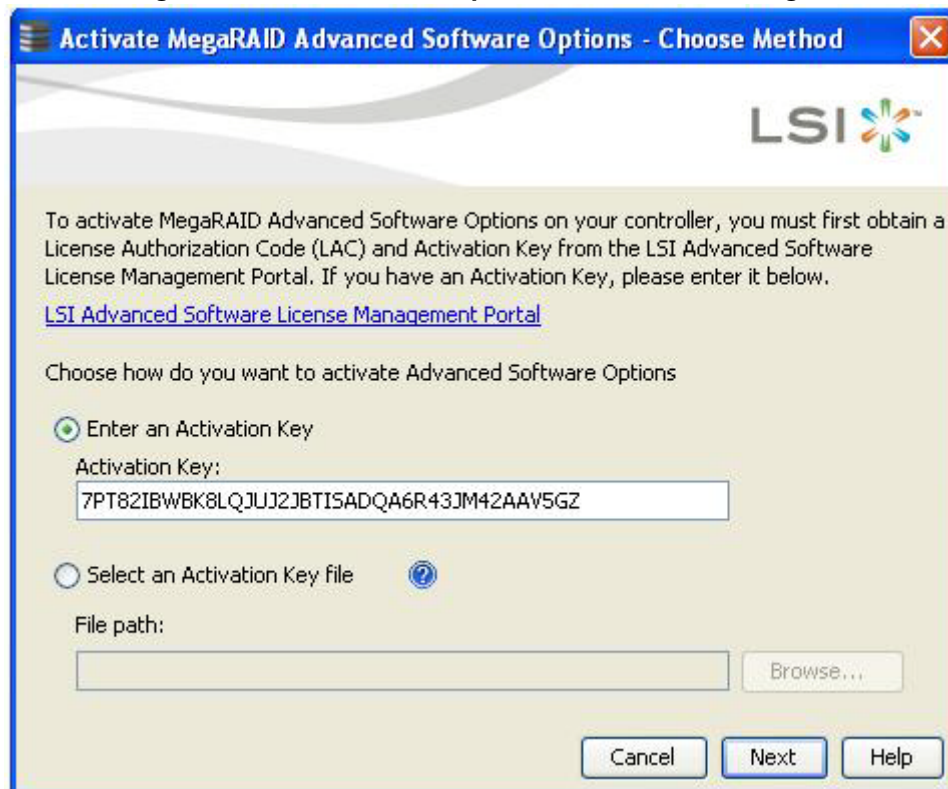 Activate MegaRAID Advanced Software Options - Choose Method
LSI
To activate MegaRAID Advanced Software Options on your controller, you must first obtain a
License Authorization Code (LAC) and Activation Key from the LSI Advanced Software
License Management Portal. If you have an Activation Key, please enter it below.
LSI Advanced Software License Management Portal
Choose how do you want to activate Advanced Software Options
Enter an Activation Key
Activation Key:
7PT82IBWBK8LQJUJ2JBTISADQA6R43JM42AAV5GZ
Select an Activation Key file
File path:
Browse...
Cancel Next Help